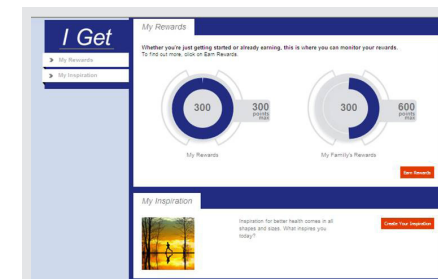 I Get
My Rewards
My Inspiration
My Rewards
Whether you're just getting started or already earning, this is where you can monitor your rewards.
To find out more, click on Earn Rewards.
300
300
points
max
My Rewards
300
600
points
max
My Family's Rewards
Earn Rewards
My Inspiration
Inspiration for better health comes in all
shapes and sizes. What inspires you
today?
Create Your Inspiration